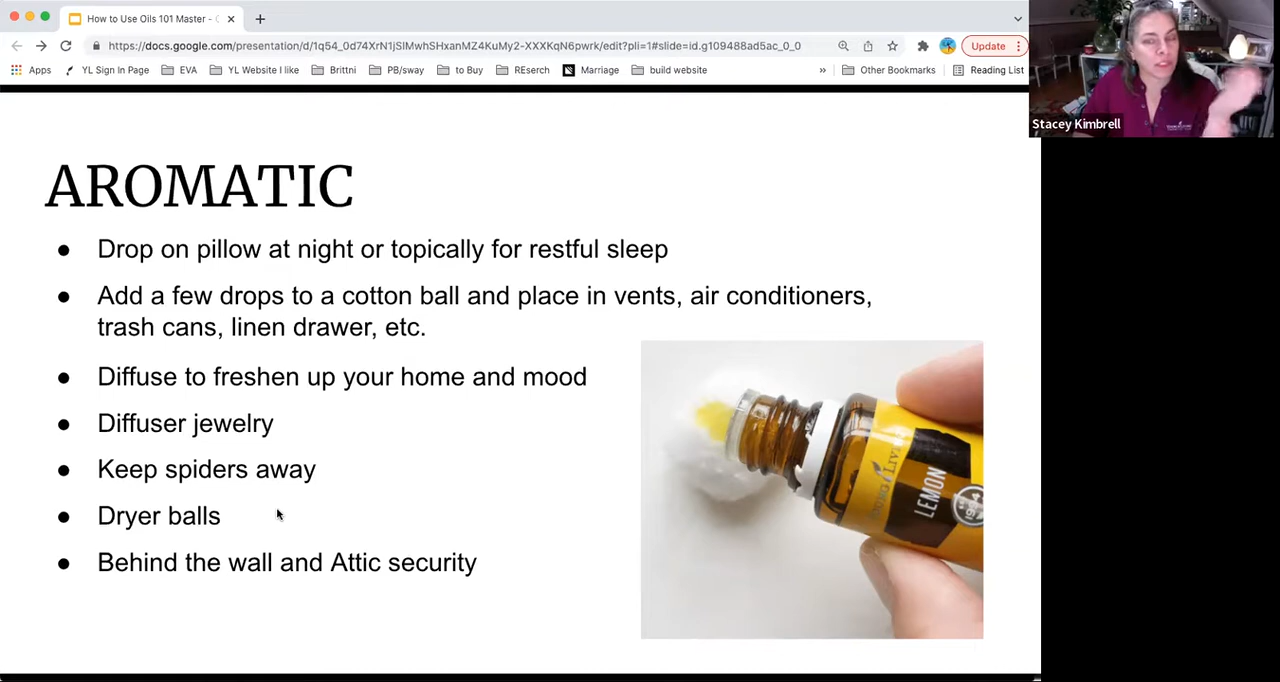 How to Use Oils 101 Master - 
https://docs.google.com/presentation/d/1q54_0d74XrN1jSIMwhSHxanMZ4KuMy2-XXXKqN6pwrk/edit?pli=1#slide=id.g109488ad5ac_0_0
Update
Apps YL Sign In Page EVA YL Website I like Brittni PB/sway to Buy REserch Marriage build website » Other Bookmarks Reading List
Stacey Kimbrell
AROMATIC
● Drop on pillow at night or topically for restful sleep
● Add a few drops to a cotton ball and place in vents, air conditioners,
trash cans, linen drawer, etc.
● Diffuse to freshen up your home and mood
● Diffuser jewelry
● Keep spiders away
● Dryer balls
● Behind the wall and Attic security
YOUNG LIVING
LEMON